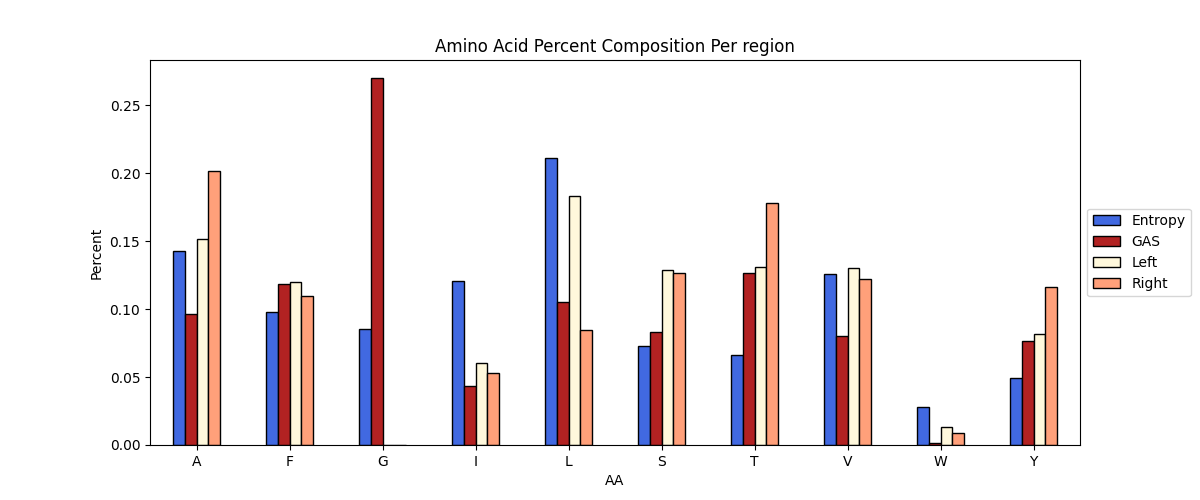 Amino Acid Percent Composition Per region
Percent
0.25
0.20
0.15
0.10
0.05
0.00
A F G I L S T V W Y
AA
Entropy
GAS
Left
Right